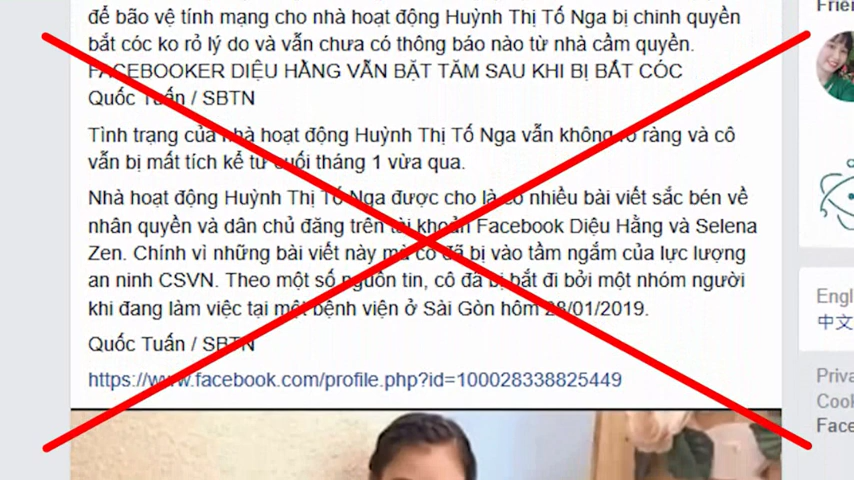 để bão vệ tính mạng cho nhà hoạt động Huỳnh Thị Tố Nga bị chinh quyền
bắt cóc ko rỏ lý do và vẫn chưa có thông báo nào từ nhà cầm quyền.
FACEBOOKER DIỆU HẰNG VẪN BẶT TĂM SAU KHI BỊ BẮT CÓC
Quốc Tuấn / SBTN
Tình trạng của nhà hoạt động Huỳnh Thị Tố Nga vẫn không rõ ràng và cô
vẫn bị mất tích kể từ cuối tháng 1 vừa qua.
Nhà hoạt động Huỳnh Thị Tố Nga được cho là có nhiều bài viết sắc bén về
nhân quyền và dân chủ đăng trên tài khoản Facebook Diệu Hằng và Selena
Zen. Chính vì những bài viết này mà cô đã bị vào tầm ngắm của lực lượng
an ninh CSVN. Theo một số nguồn tin, cô đã bị bắt đi bởi một nhóm người
khi đang làm việc tại một bệnh viện ở Sài Gòn hôm 28/01/2019.
Quốc Tuấn / SBTN
https://www.facebook.com/profile.php?id=100028338825449
Engli
中文
Priva
Cook
Face